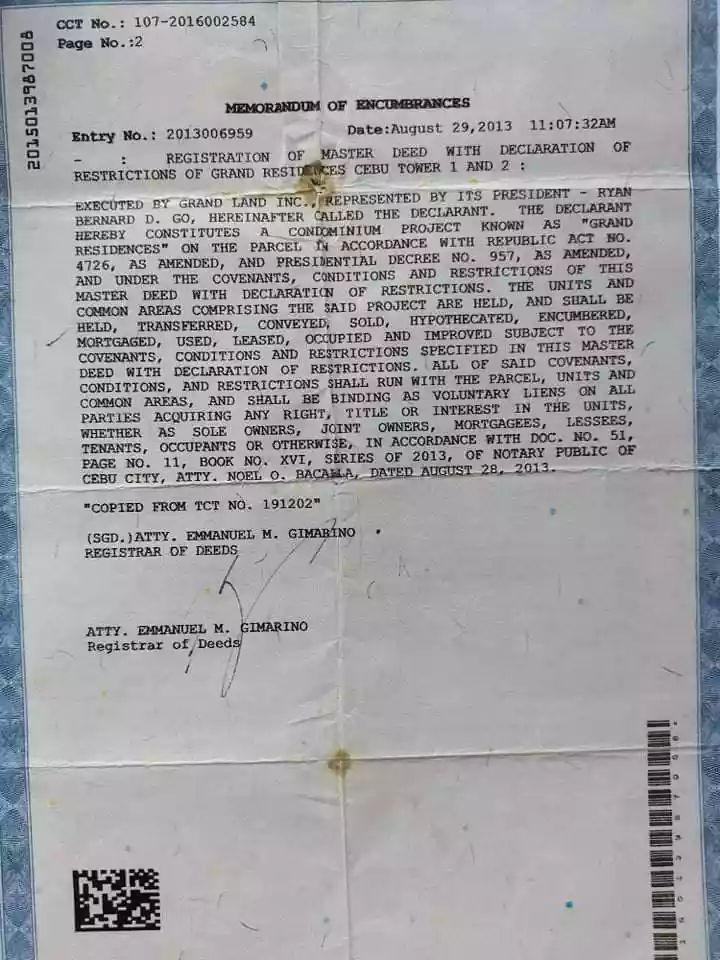 CCT No.: 107-2016002584
Page No.:2
2015013987008
MEMORANDUM OF ENCUMBRANCES
Entry No.: 2013006959 Date:August 29,2013 11:07:32AM
- : REGISTRATION OF MASTER DEED WITH DECLARATION OF
RESTRICTIONS OF GRAND RESIDENCES CEBU TOWER 1 AND 2 :
EXECUTED BY GRAND LAND INC., REPRESENTED BY ITS PRESIDENT - RYAN
BERNARD D. GO, HEREINAFTER CALLED THE DECLARANT. THE DECLARANT
HEREBY CONSTITUTES A CONDOMINIUM PROJECT KNOWN AS "GRAND
RESIDENCES" ON THE PARCEL IN ACCORDANCE WITH REPUBLIC ACT NO.
4726, AS AMENDED, AND PRESIDENTIAL DECREE NO. 957, AS AMENDED,
AND UNDER THE COVENANTS, CONDITIONS AND RESTRICTIONS OF THIS
MASTER DEED WITH DECLARATION OF RESTRICTIONS. THE UNITS AND
COMMON AREAS COMPRISING THE SAID PROJECT ARE HELD, AND SHALL BE
HELD, TRANSFERRED, CONVEYED, SOLD, HYPOTHECATED, ENCUMBERED,
MORTGAGED, USED, LEASED, OCCUPIED AND IMPROVED SUBJECT TO THE
COVENANTS, CONDITIONS AND RESTRICTIONS SPECIFIED IN THIS MASTER
DEED WITH DECLARATION OF RESTRICTIONS. ALL OF SAID COVENANTS,
CONDITIONS, AND RESTRICTIONS SHALL RUN WITH THE PARCEL, UNITS AND
COMMON AREAS, AND SHALL BE BINDING AS VOLUNTARY LIENS ON ALL
PARTIES ACQUIRING ANY RIGHT, TITLE OR INTEREST IN THE UNITS,
WHETHER AS SOLE OWNERS, JOINT OWNERS, MORTGAGEES, LESSEES,
TENANTS, OCCUPANTS OR OTHERWISE, IN ACCORDANCE WITH DOC. NO. 51,
PAGE NO. 11, BOOK NO. XVI, SERIES OF 2013, OF NOTARY PUBLIC OF
CEBU CITY, ATTY. NOEL O. BACALLA, DATED AUGUST 28, 2013.
"COPIED FROM TCT NO. 191202"
(SGD.)ATTY. EMMANUEL M. GIMARINO
REGISTRAR OF DEEDS
ATTY. EMMANUEL M. GIMARINO
Registrar of Deeds